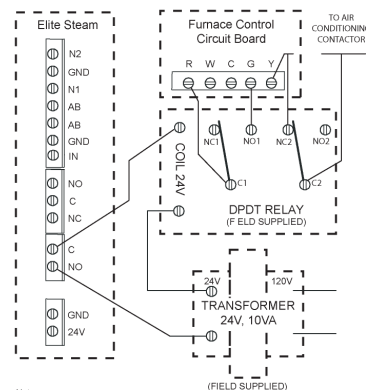 Elite Steam
N2
GND
N1
AB
AB
GND
IN
NO
C
NC
C
NO
GND
24V
Furnace Control
Circuit Board
R W C G Y
TO AIR
CONDITIONING
CONTACTOR
COIL 24V
NC1
NO1
NC2
NO2
C1
C2
DPDT RELAY
(F ELD SUPPLIED)
24V
120V
TRANSFORMER
24V, 10VA
(FIELD SUPPLIED)